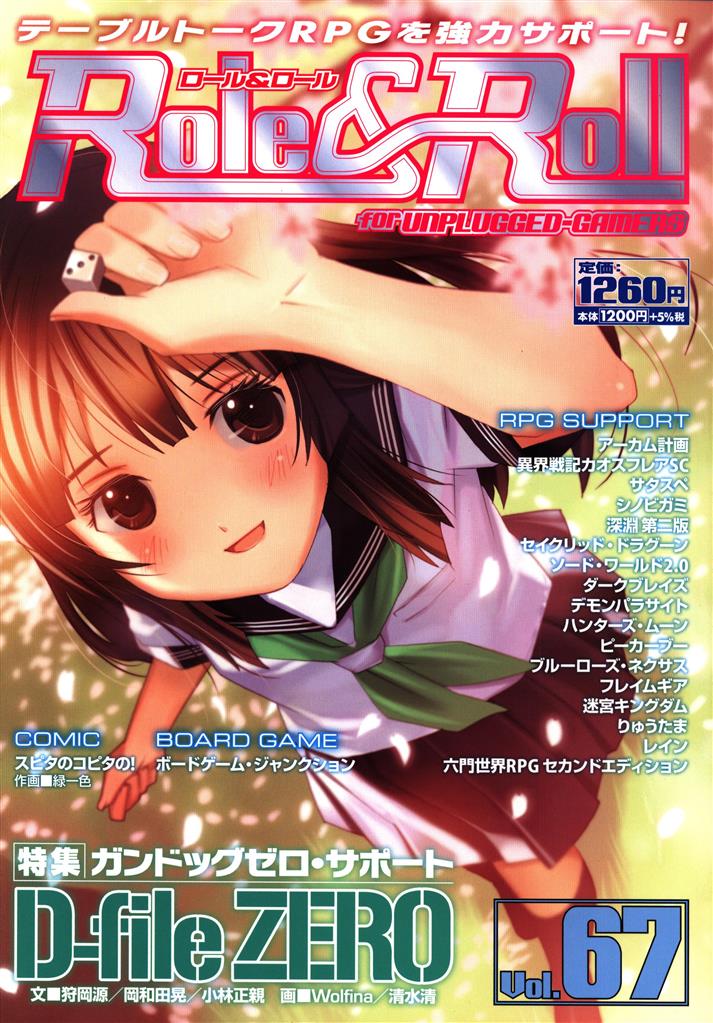 テーブルトークRPGを強力サポート!
ロール&ロール
Role&Roll
for UNPLUGGED-GAMERS
定価:
1260円
本体1200円+5%税
RPG SUPPORT
アーカム計画
異界戦記カオスフレアSC
サタスペ
シノビガミ
深淵 第二版
セイクリッド・ドラグーン
ソード・ワールド2.0
ダークブレイズ
デモンパラサイト
ハンターズ・ムーン
ピーカーブー
ブルーローズ・ネクサス
フレイムギア
迷宮キングダム
りゅうたま
レイン
六門世界RPG セカンドエディション
COMIC
スピタのコピタの!
作画■緑一色
BOARD GAME
ボードゲーム・ジャンクション
特集 ガンドッグゼロ・サポート
D-file ZERO
文■狩岡源/岡和田晃/小林正親 画■Wolfina/清水清
Vol. 67